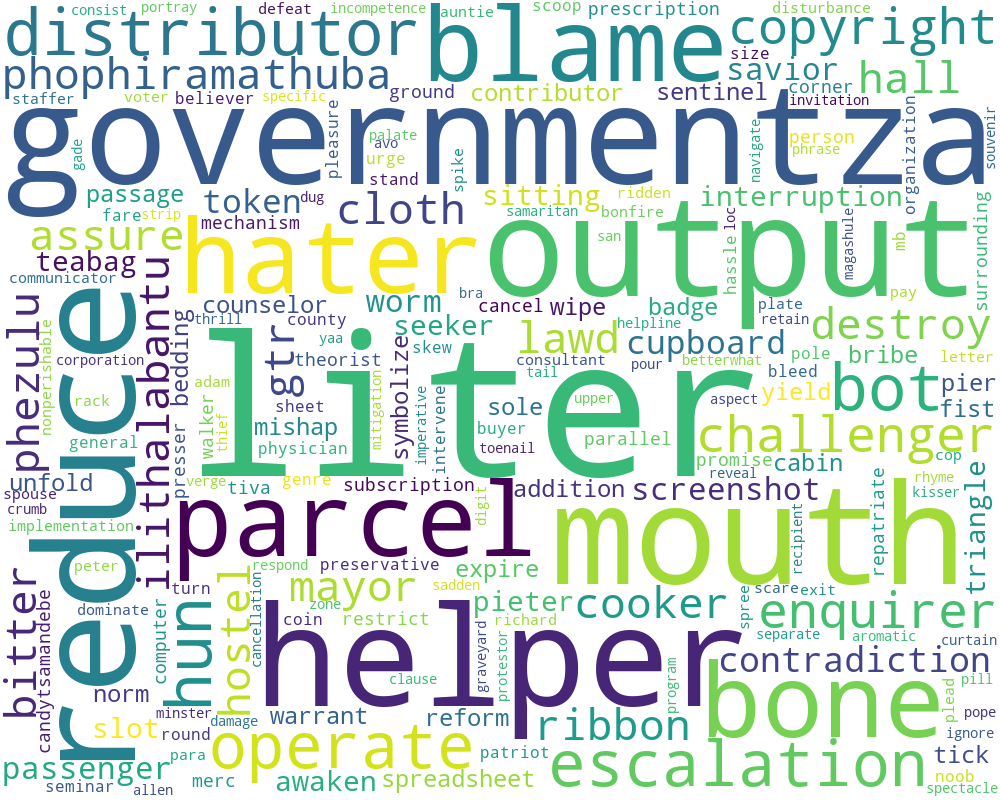 consist portray defeat incompetence auntie scoop prescription disturbance
distributor blame copyright
phophiramathuba size savior hall
staffer voter believer specific ground contributor sentinel corner invitation
governmentza
gade pleasure palate avo urge stand spike navigate person phrase organization souvenir
passage token dug cloth sitting ridden interruption
fare strip mechanism samaritan bonfire hassle loc magashule mb surrounding
assure hater output san
teabag communicator bra pay
phezulu reduce ilithalabantu bedding counselor worm cancel wipe badge plate retain destroy
thrill county yaa seeker helpline lawd cupboard pole bribe letter
corporation gtr theorist skew symbolize consultant tail pour betterwhat bleed
nonperishable rack adam sheet liter sole upper aspect yield bot pier fist
general walker thief mishap mitigation imperative intervene buyer parallel challenger
presser physician toenail promise cabin cop
unfold verge genre reveal rhyme
spouse tiva subscription digit addition screenshot kisser
crumb parcel mouth recipient repatriate triangle
implementation
peter respond preservative expire
bitter candytsamandebe dominate turn hun hostel cancellation zone mayor sadden pieter cooker spree scare exit enquirer
computer coin restrict richard separate aromatic curtain
helper graveyard protestor program contradiction
norm clause bone plead pill
slot minster damage warrant reform ribbon pope
round operate ignore
passenger para patriot escalation tick
seminar allen merc awaken spreadsheet noob spectacle